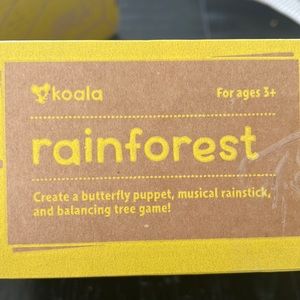 koala
For ages 3+
rainforest
Create a butterfly puppet, musical rainstick,
and balancing tree game!